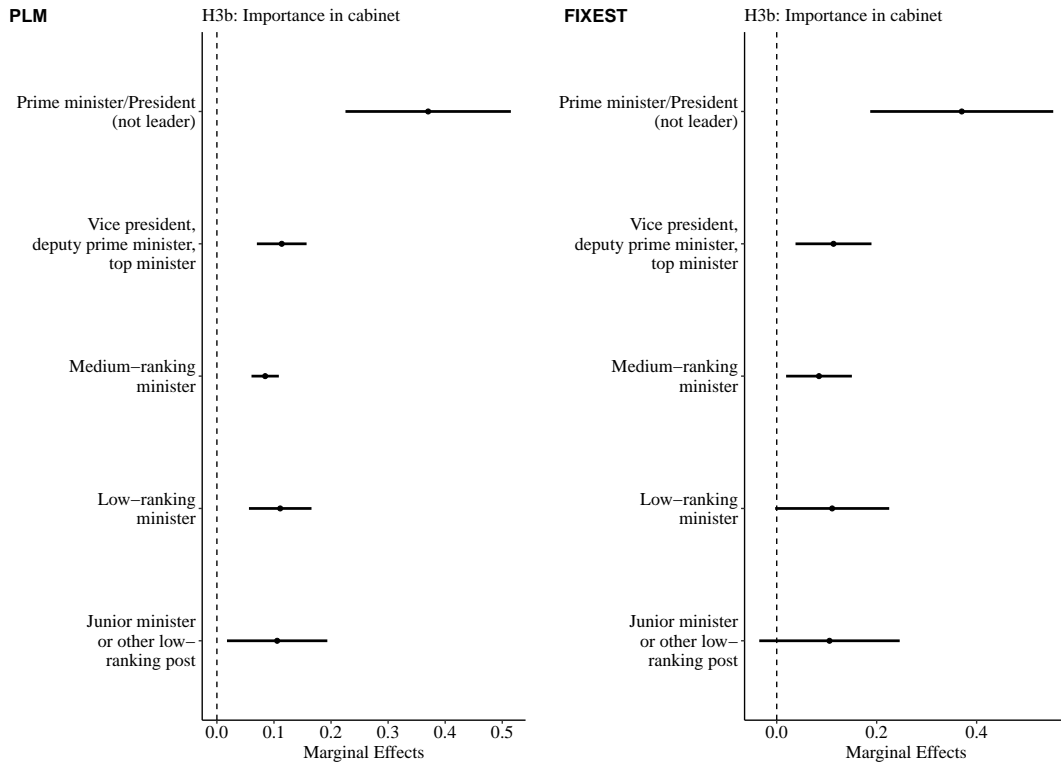 PLM
H3b: Importance in cabinet
Prime minister/President
(not leader)
Vice president,
deputy prime minister,
top minister
Medium−ranking
minister
Low−ranking
minister
Junior minister
or other low−
ranking post
0.0 0.1 0.2 0.3 0.4 0.5
Marginal Effects
FIXEST
H3b: Importance in cabinet
Prime minister/President
(not leader)
Vice president,
deputy prime minister,
top minister
Medium−ranking
minister
Low−ranking
minister
Junior minister
or other low−
ranking post
0.0 0.2 0.4
Marginal Effects